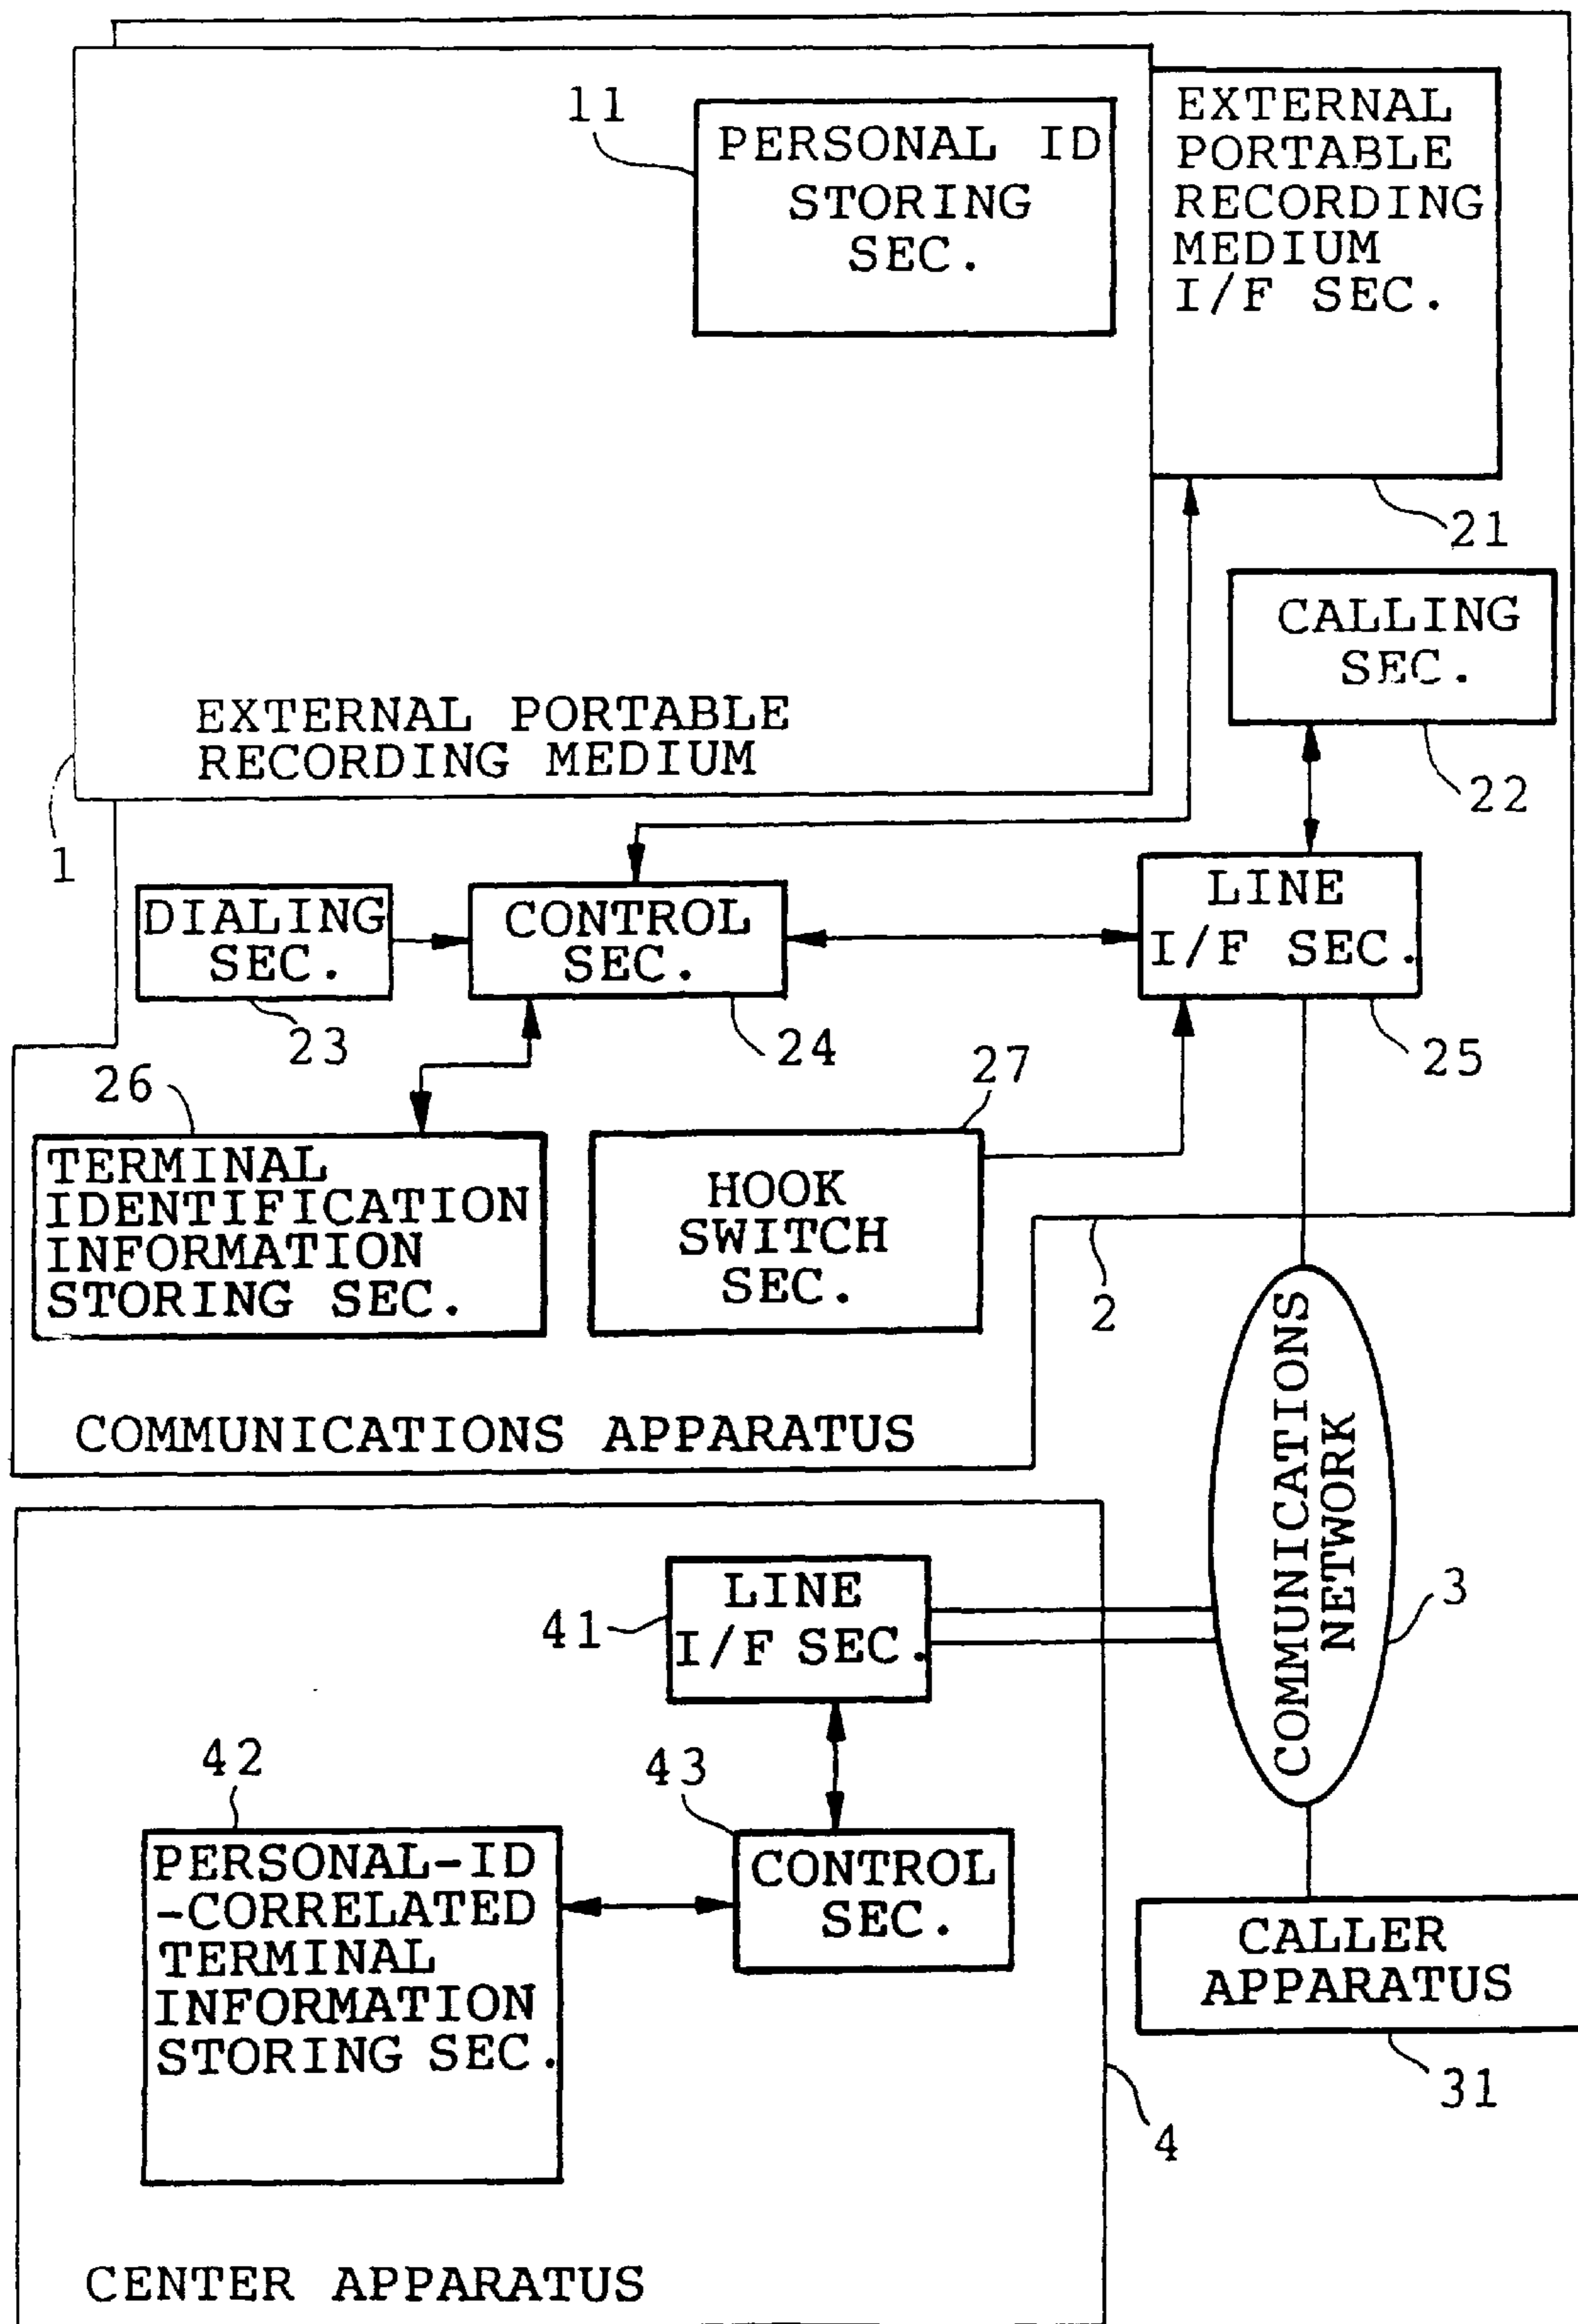 11
PERSONAL ID
STORING
SEC.
EXTERNAL
PORTABLE
RECORDING
MEDIUM
I/F SEC.
21
CALLING
SEC.
22
EXTERNAL PORTABLE
RECORDING MEDIUM
1
DIALING
SEC.
23
CONTROL
SEC.
24
LINE
I/F SEC.
25
26
TERMINAL
IDENTIFICATION
INFORMATION
STORING SEC.
27
HOOK
SWITCH
SEC.
2
COMMUNICATIONS APPARATUS
COMMUNICATIONS
NETWORK
3
41
LINE
I/F SEC.
42
PERSONAL-ID
-CORRELATED
TERMINAL
INFORMATION
STORING SEC.
43
CONTROL
SEC.
CALLER
APPARATUS
31
4
CENTER APPARATUS